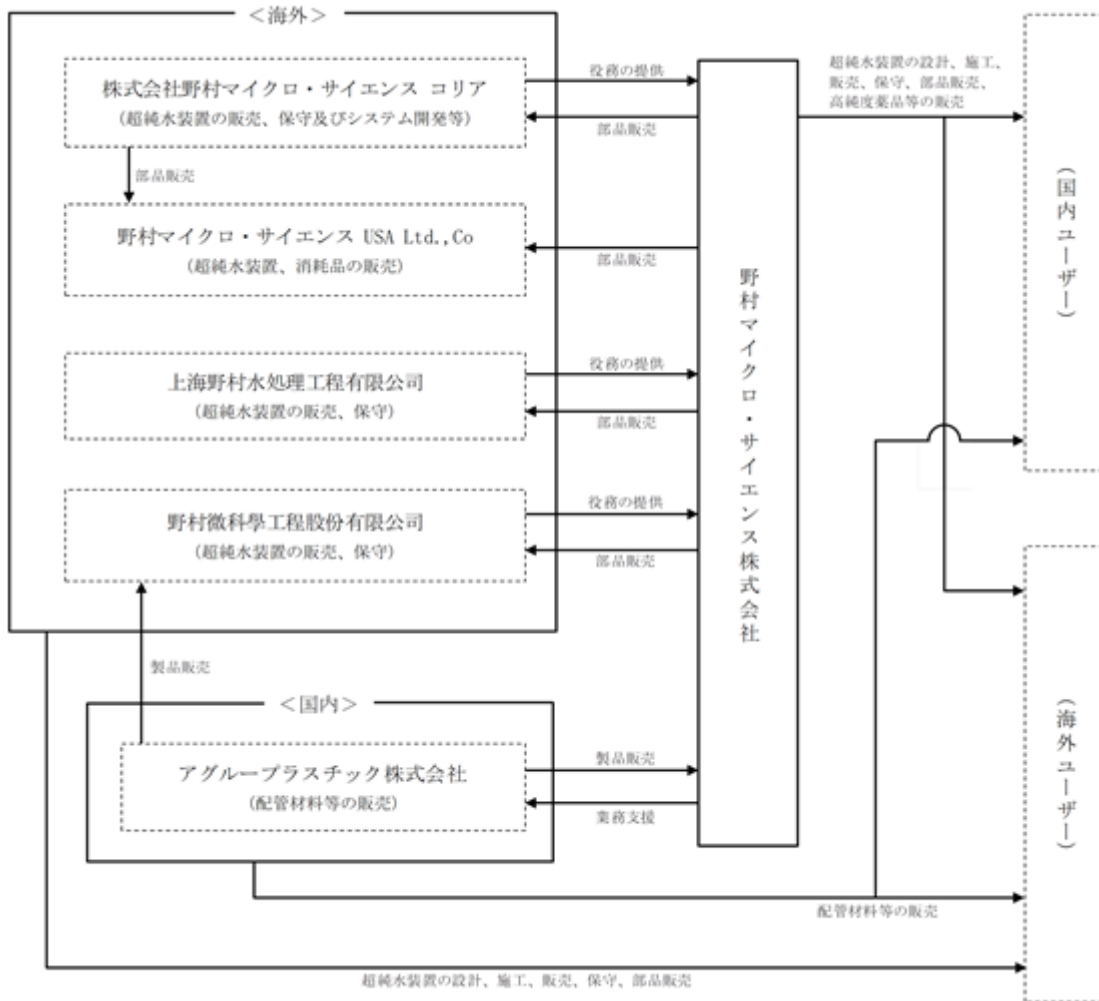 ＜海外＞
株式会社野村マイクロ・サイエンス コリア
(超純水装置の販売、保守及びシステム開発等)
役務の提供
部品販売
超純水装置の設計、施工、
販売、保守、部品販売、
高純度薬品等の販売
部品販売
野村マイクロ・サイエンス USA Ltd.,Co
(超純水装置、消耗品の販売)
部品販売
上海野村水処理工程有限公司
(超純水装置の販売、保守)
役務の提供
部品販売
野村微科學工程股份有限公司
(超純水装置の販売、保守)
役務の提供
部品販売
野村マイクロ・サイエンス株式会社
(国内ユーザー)
製品販売
＜国内＞
アグループラスチック株式会社
(配管材料等の販売)
製品販売
業務支援
(海外ユーザー)
配管材料等の販売
超純水装置の設計、施工、販売、保守、部品販売